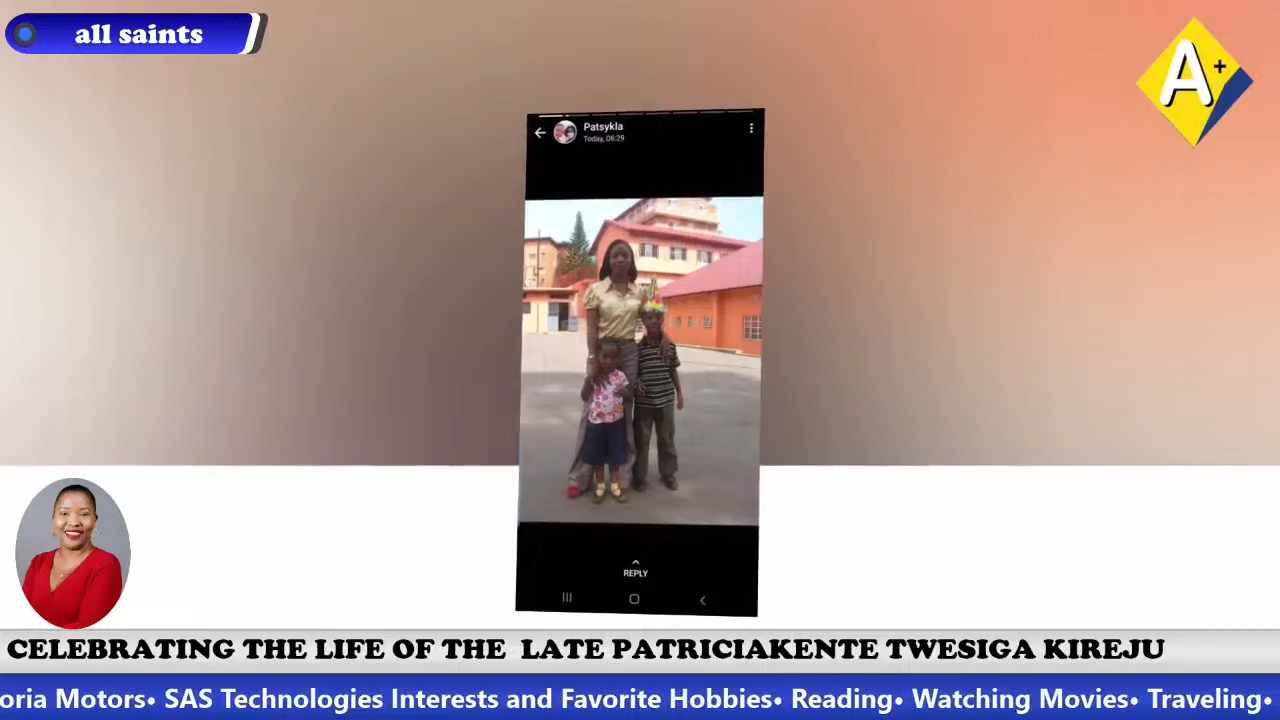 all saints
A+
Patsykla
Today, 06:29
REPLY
CELEBRATING THE LIFE OF THE LATE PATRICIAKENTE TWESIGA KIREJU
oria Motors• SAS Technologies Interests and Favorite Hobbies• Reading• Watching Movies• Traveling•